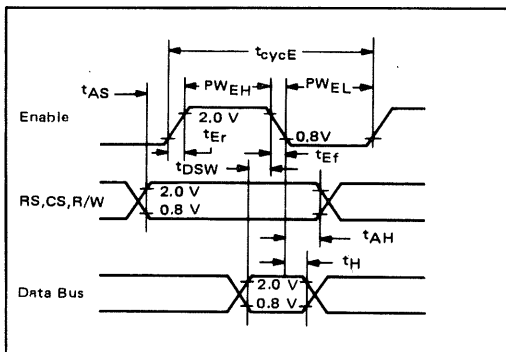 tcycE
tAS
PWEH
PWEL
Enable
2.0 V
0.8V
tEr
tEf
tDSW
RS,CS,R/W
2.0 V
0.8 V
tAH
tH
Data Bus
2.0 V
0.8 V